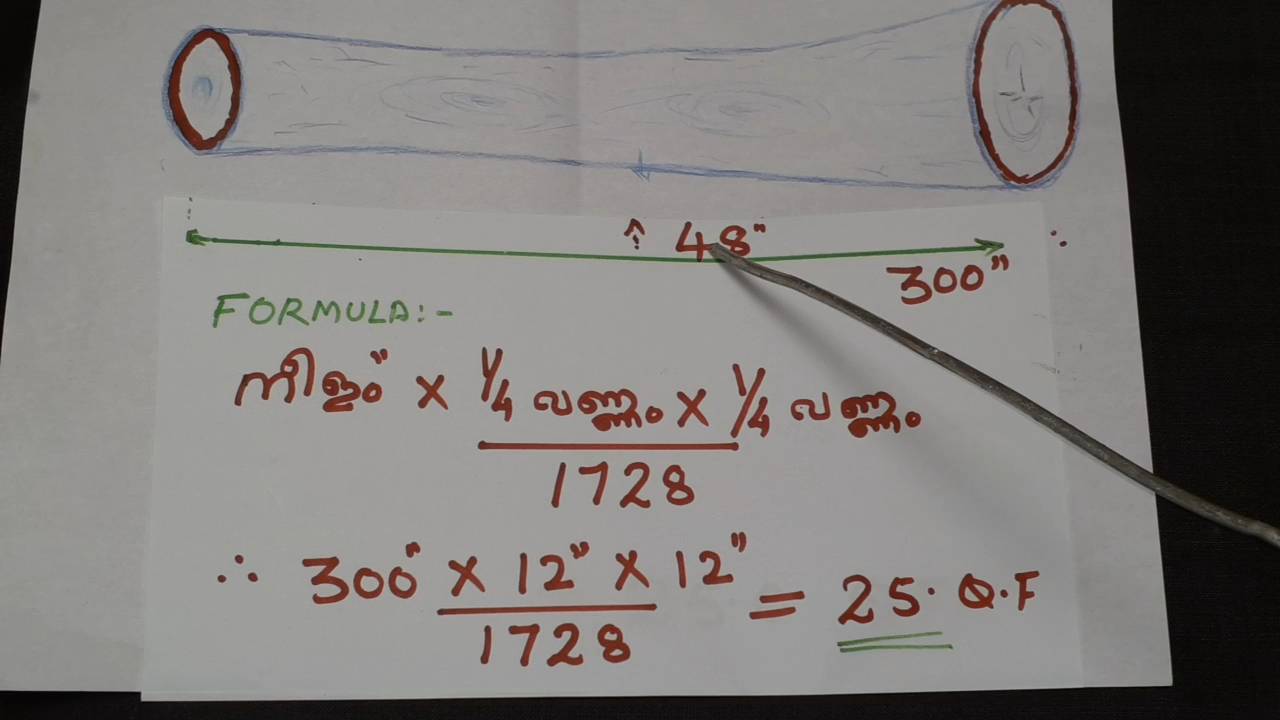 48"
300"
FORMULA:-
നീളം" x 1/4 വണ്ണം x 1/4 വണ്ണം
1728
∴ 300" x 12" x 12" = 25. Q.F
1728